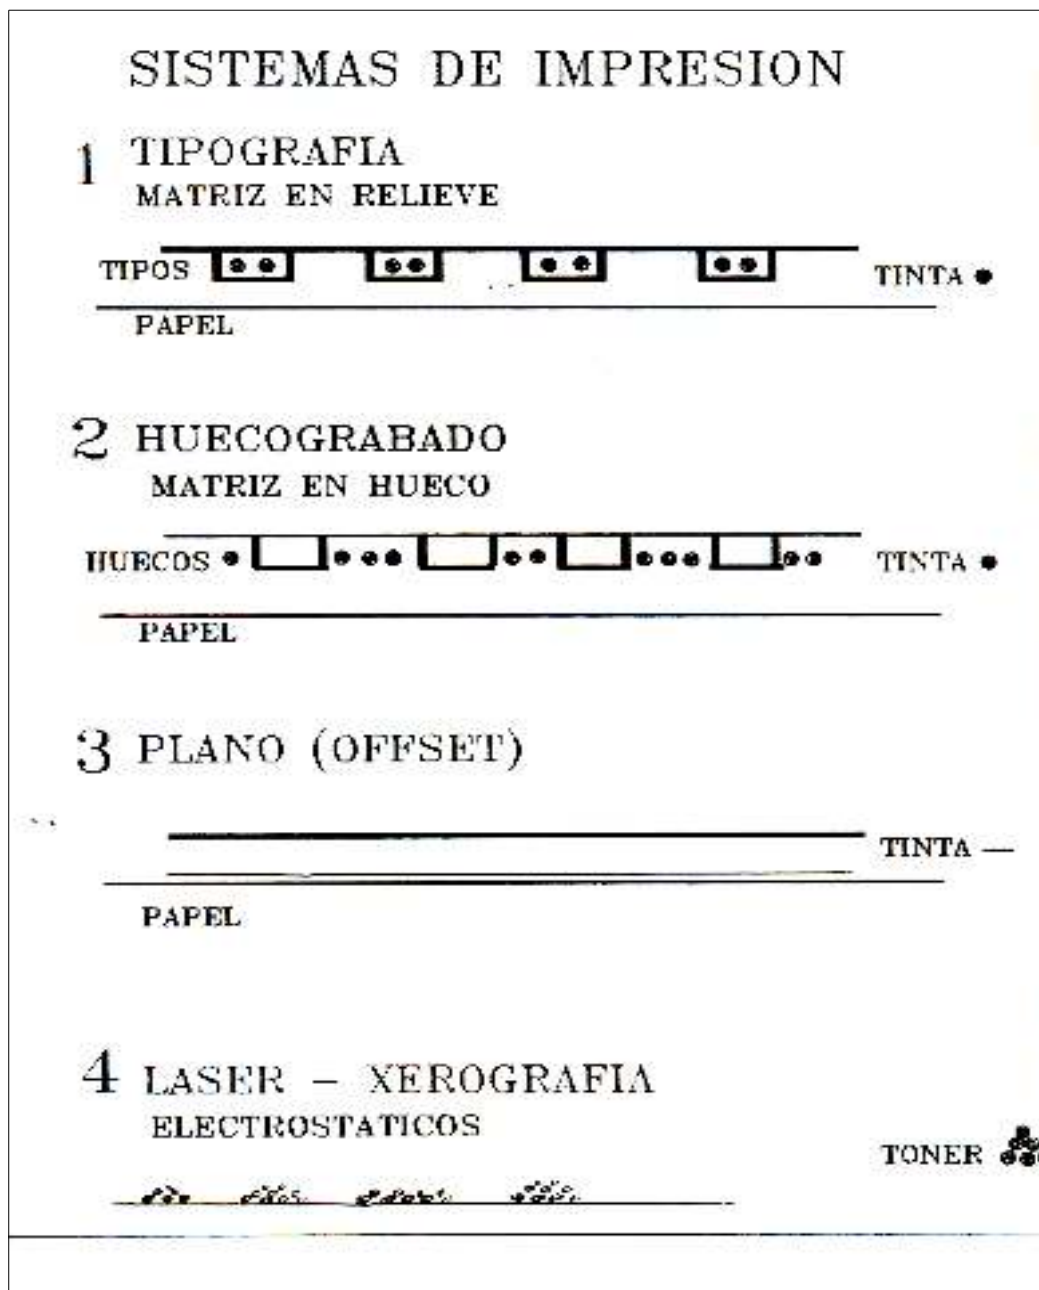 SISTEMAS DE IMPRESION
1 TIPOGRAFIA
MATRIZ EN RELIEVE
TIPOS
TINTA
PAPEL
2 HUECOGRABADO
MATRIZ EN HUECO
HUECOS
TINTA
PAPEL
3 PLANO (OFFSET)
TINTA —
PAPEL
4 LASER – XEROGRAFIA
ELECTROSTATICOS
TONER